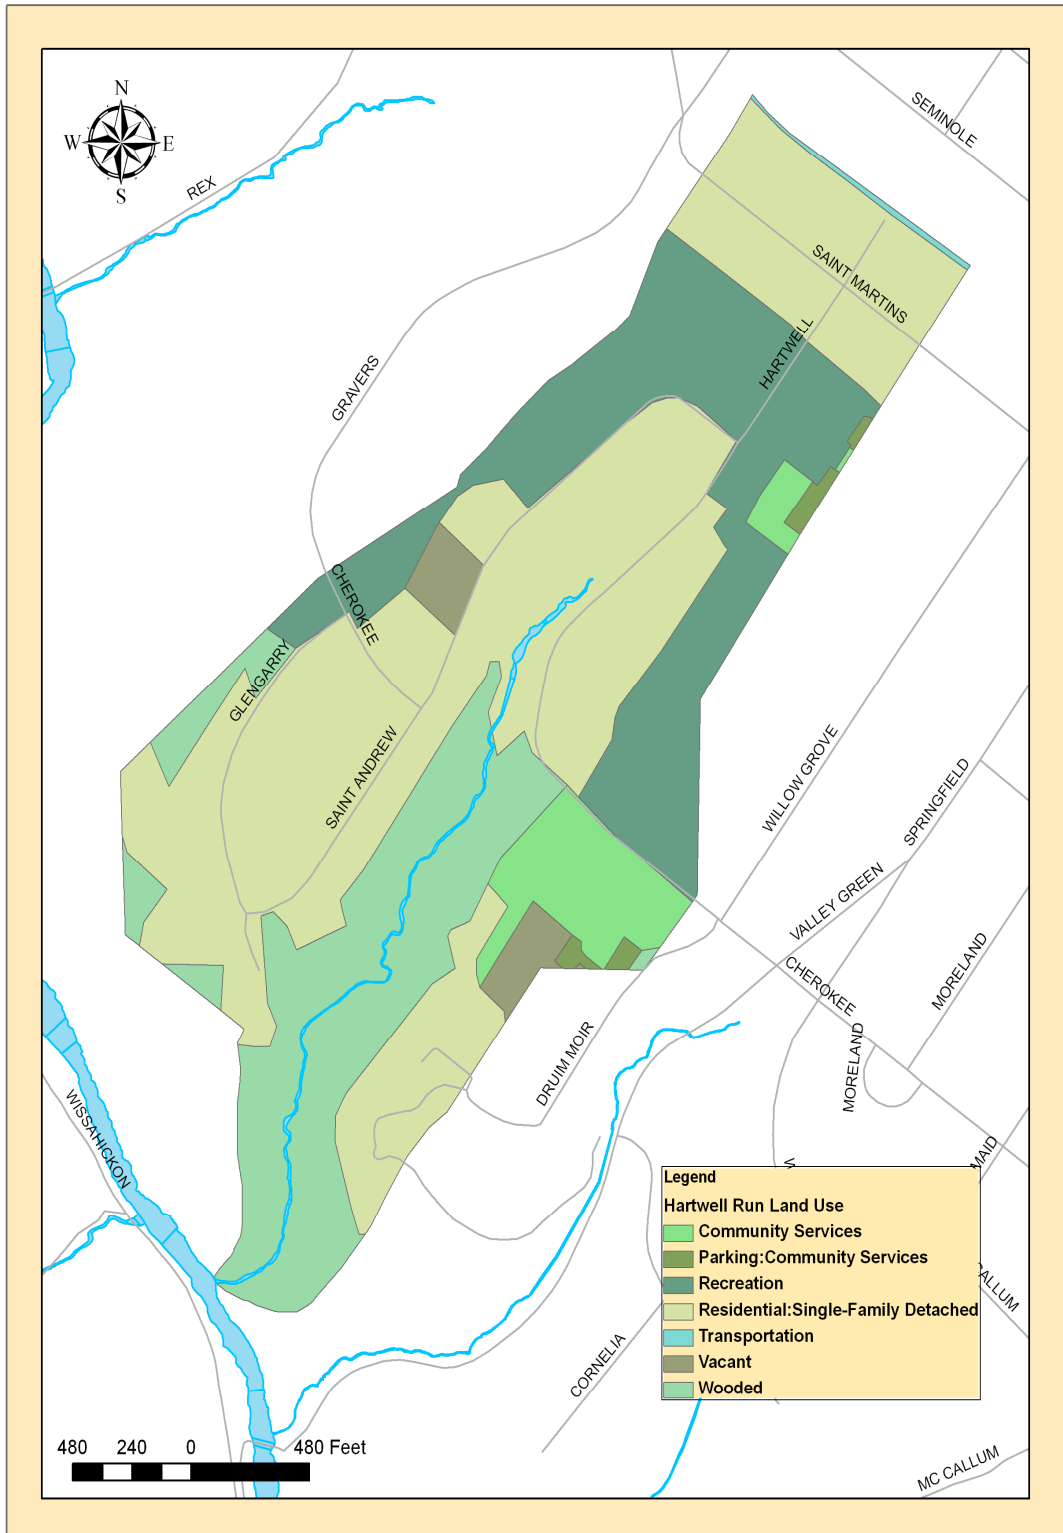 N
W
E
S
SEMINOLE
REX
SAINT MARTINS
HARTWELL
GRAVERS
CHEROKEE
GLENGARRY
SAINT ANDREW
WILLOW GROVE
SPRINGFIELD
VALLEY GREEN
CHEROKEE
MORELAND
MORELAND
DRUIM MOIR
WISSAHICKON
MAID
CORNELIA
MC CALLUM
Legend
Hartwell Run Land Use
Community Services
Parking:Community Services
Recreation
Residential:Single-Family Detached
Transportation
Vacant
Wooded
480 240 0 480 Feet